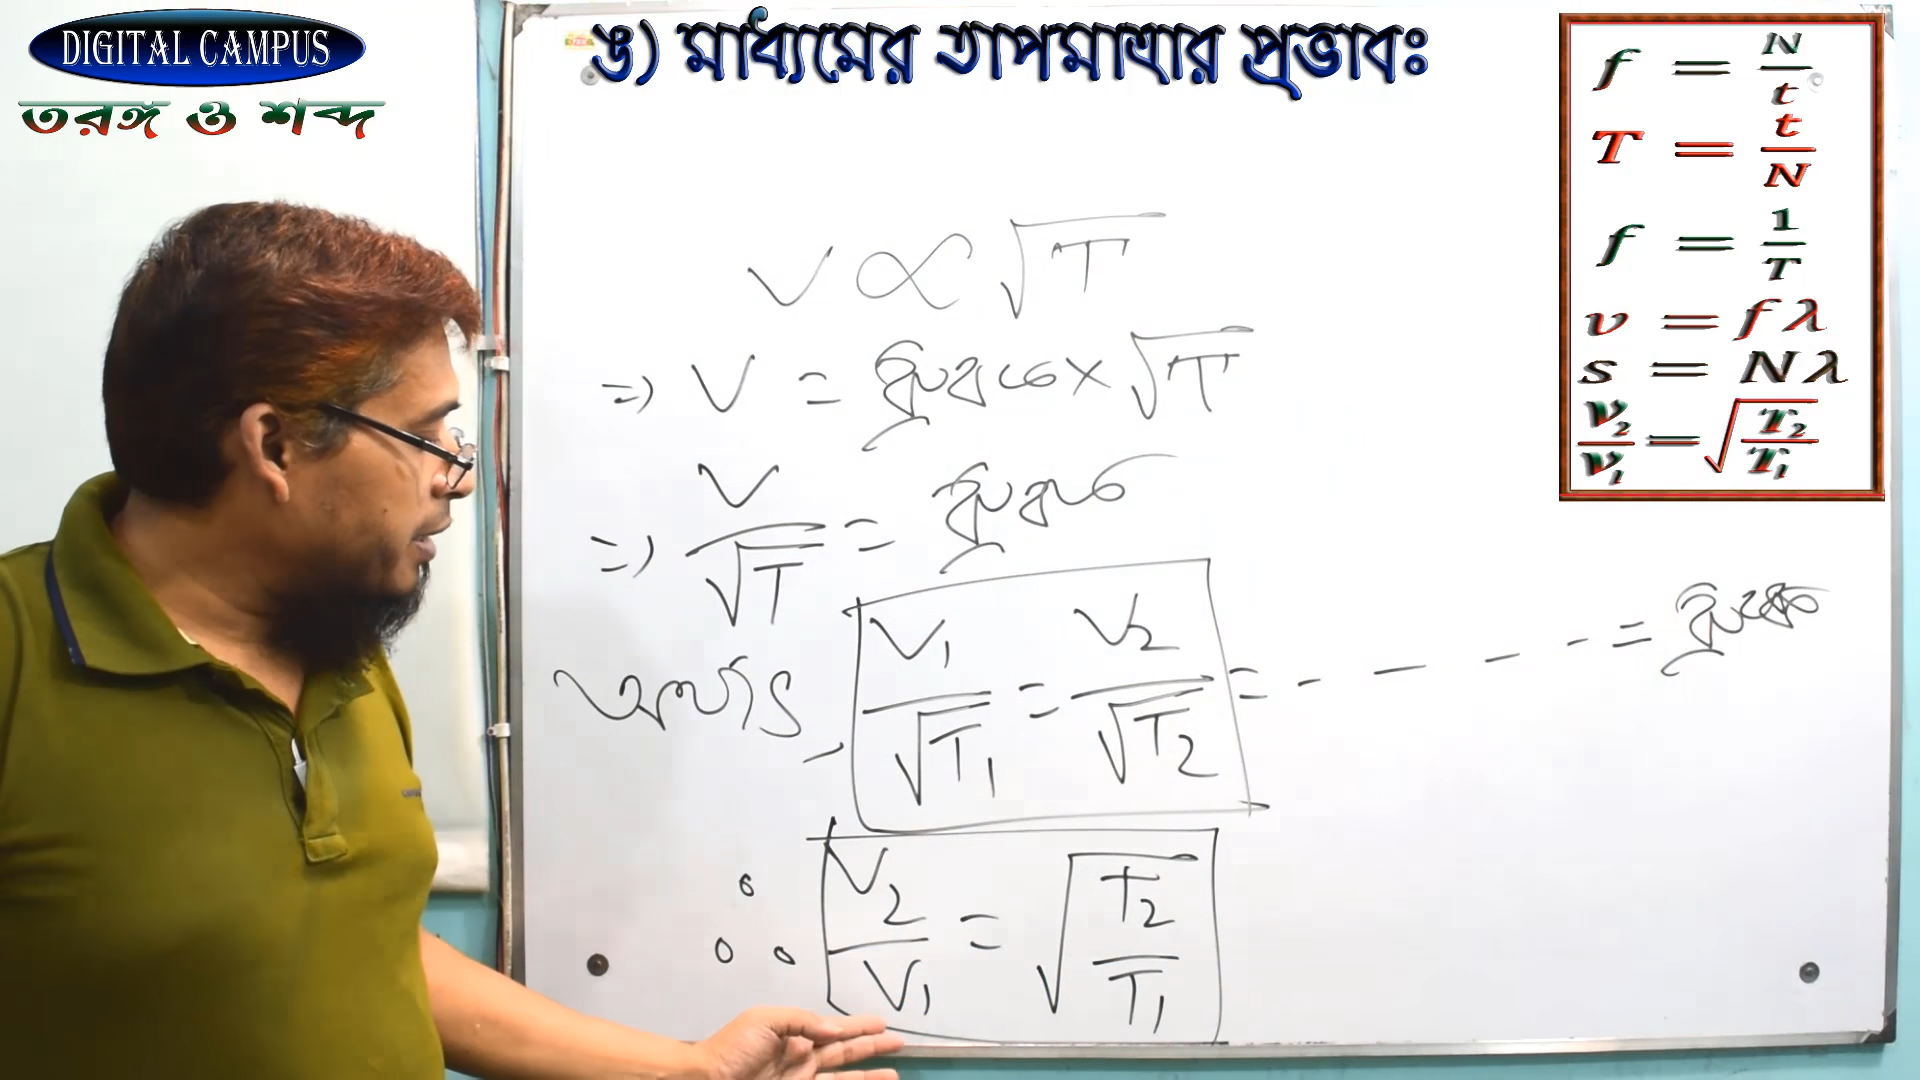 DIGITAL CAMPUS
তরঙ্গ ও শব্দ
ঙ) মাধ্যমের তাপমাত্রার প্রভাবঃ
f = N/t
T = t/N
f = 1/T
v = fλ
s = Nλ
V₂/V₁ = √(T₂/T₁)
V ∝ √T
=> V = ধ্রুবক × √T
=> V/√T = ধ্রুবক
অর্থাৎ, V₁/√T₁ = V₂/√T₂ = - - - - = ধ্রুবক
∴ V₂/V₁ = √(T₂/T₁)